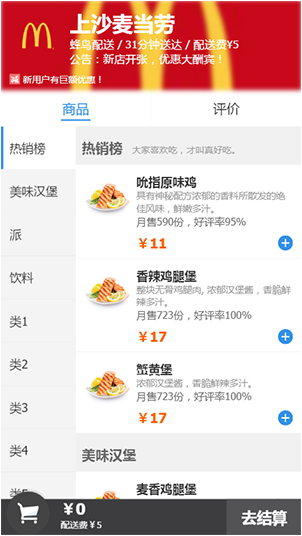 上沙麦当劳
蜂鸟配送 / 31分钟送达 / 配送费¥5
公告：新店开张，优惠大酬宾！
减 新用户有巨额优惠！
商品
评价
热销榜
美味汉堡
派
饮料
类1
类2
类3
类4
类5
热销榜 大家喜欢吃，才叫真好吃。
吮指原味鸡
具有神秘配方浓郁的香料所散发的绝
佳风味，鲜嫩多汁。
月售590份，好评率95%
¥11
香辣鸡腿堡
整块无骨鸡腿肉, 浓郁汉堡酱，香脆鲜
辣多汁。
月售723份，好评率100%
¥17
蟹黄堡
浓郁汉堡酱，香脆鲜辣多汁。
月售723份，好评率100%
¥17
美味汉堡
麦香鸡腿堡
¥0
配送费¥5
去结算